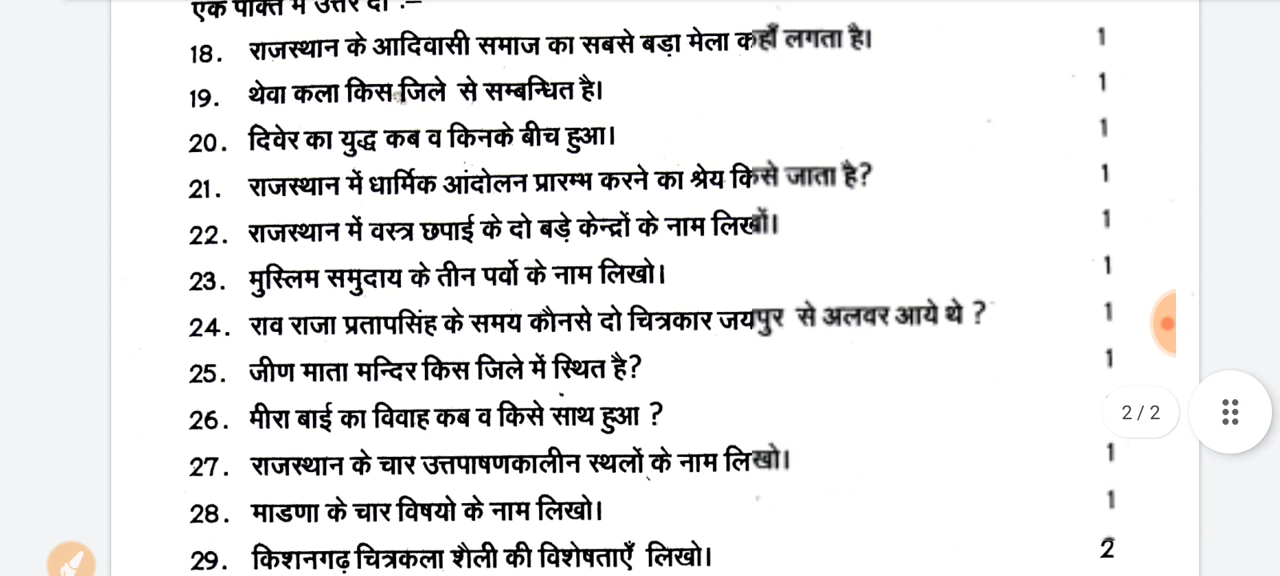 एक पंक्ति में उत्तर दो :–
18. राजस्थान के आदिवासी समाज का सबसे बड़ा मेला कहाँ लगता है। 1
19. थेवा कला किस जिले से सम्बन्धित है। 1
20. दिवेर का युद्ध कब व किनके बीच हुआ। 1
21. राजस्थान में धार्मिक आंदोलन प्रारम्भ करने का श्रेय किसे जाता है? 1
22. राजस्थान में वस्त्र छपाई के दो बड़े केन्द्रों के नाम लिखों। 1
23. मुस्लिम समुदाय के तीन पर्वो के नाम लिखो। 1
24. राव राजा प्रतापसिंह के समय कौनसे दो चित्रकार जयपुर से अलवर आये थे ? 1
25. जीण माता मन्दिर किस जिले में स्थित है? 1
2 / 2
26. मीरा बाई का विवाह कब व किसे साथ हुआ ?
27. राजस्थान के चार उत्तपाषणकालीन स्थलों के नाम लिखो। 1
28. माडणा के चार विषयो के नाम लिखो। 1
29. किशनगढ़ चित्रकला शैली की विशेषताएँ लिखो। 2